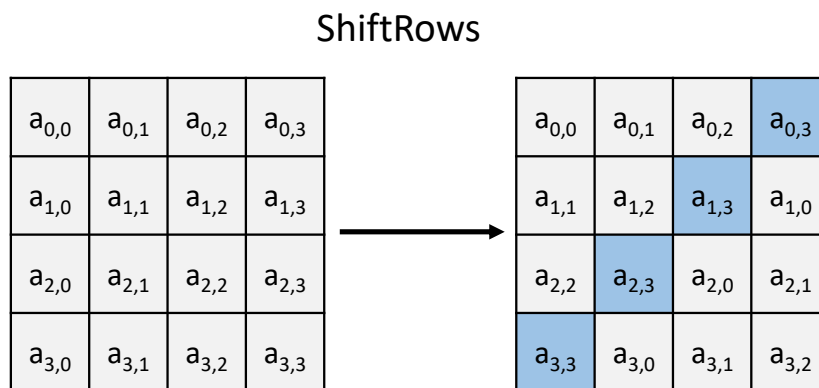 ShiftRows
a0,0 a0,1 a0,2 a0,3 a0,0 a0,1 a0,2 a0,3
a1,0 a1,1 a1,2 a1,3 a1,1 a1,2 a1,3 a1,0
a2,0 a2,1 a2,2 a2,3 a2,2 a2,3 a2,0 a2,1
a3,0 a3,1 a3,2 a3,3 a3,3 a3,0 a3,1 a3,2